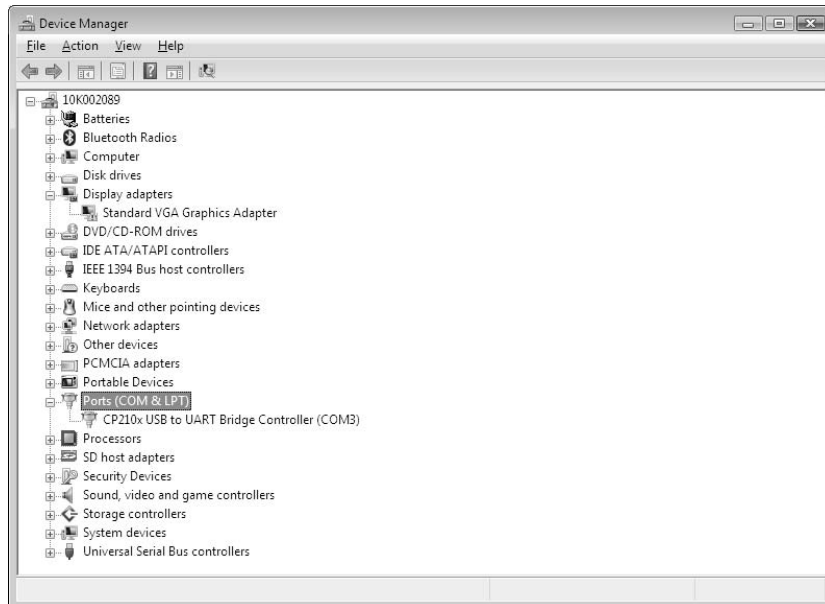 Device Manager
File Action View Help
10K002089
Batteries
Bluetooth Radios
Computer
Disk drives
Display adapters
Standard VGA Graphics Adapter
DVD/CD-ROM drives
IDE ATA/ATAPI controllers
IEEE 1394 Bus host controllers
Keyboards
Mice and other pointing devices
Network adapters
Other devices
PCMCIA adapters
Portable Devices
Ports (COM & LPT)
CP210x USB to UART Bridge Controller (COM3)
Processors
SD host adapters
Security Devices
Sound, video and game controllers
Storage controllers
System devices
Universal Serial Bus controllers